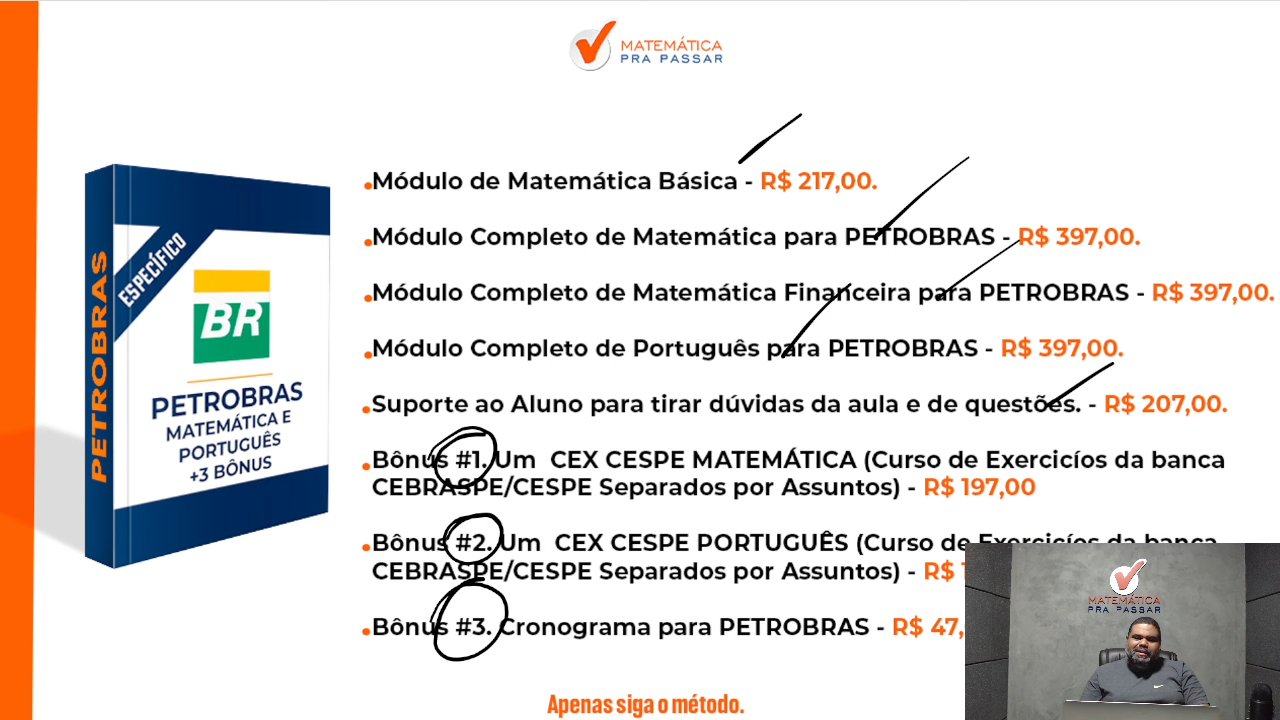 MATEMÁTICA
PRA PASSAR
•Módulo de Matemática Básica - R$ 217,00.
•Módulo Completo de Matemática para PETROBRAS - R$ 397,00.
•Módulo Completo de Matemática Financeira para PETROBRAS - R$ 397,00.
•Módulo Completo de Português para PETROBRAS - R$ 397,00.
•Suporte ao Aluno para tirar dúvidas da aula e de questões. - R$ 207,00.
•Bônus #1. Um CEX CESPE MATEMÁTICA (Curso de Exercicíos da banca
CEBRASPE/CESPE Separados por Assuntos) - R$ 197,00
•Bônus #2. Um CEX CESPE PORTUGUÊS (Curso de Exercicíos da banca
CEBRASPE/CESPE Separados por Assuntos) - R$
•Bônus #3. Cronograma para PETROBRAS - R$ 47,
Apenas siga o método.
PETROBRAS
ESPECÍFICO
BR
PETROBRAS
MATEMÁTICA E
PORTUGUÊS
+3 BÔNUS
MATEMÁTICA
PRA PASSAR